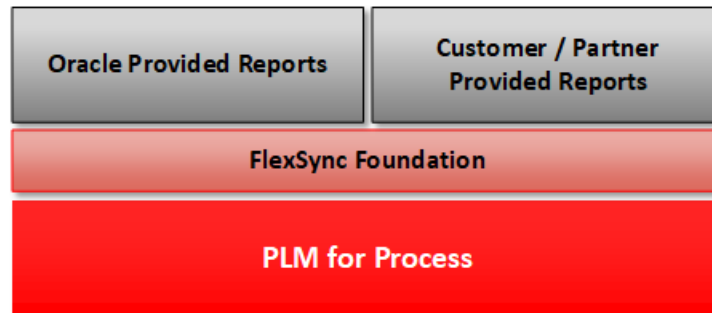 Oracle Provided Reports
Customer / Partner
Provided Reports
FlexSync Foundation
PLM for Process